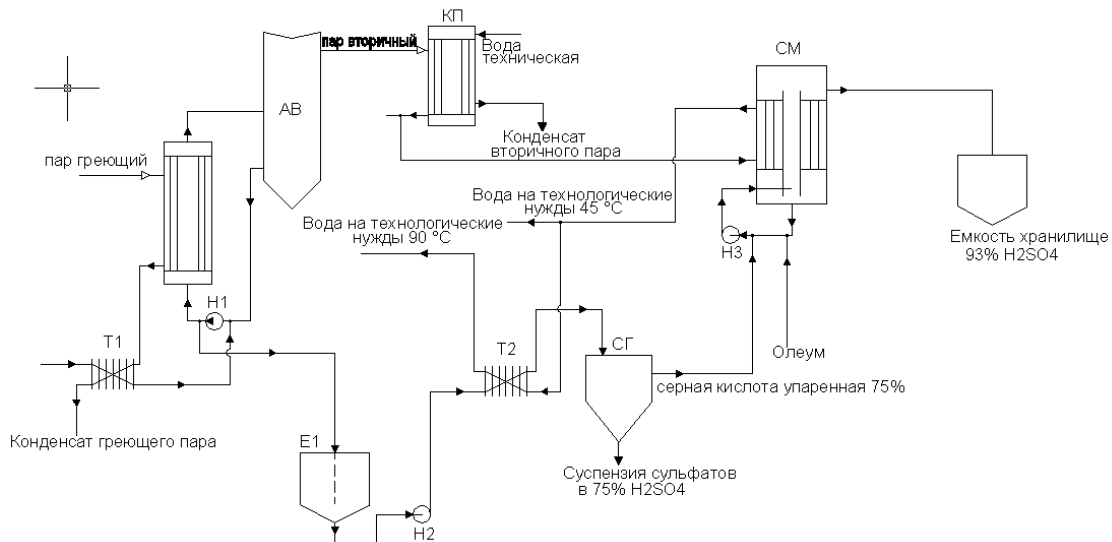 КП
СМ
пар вторичный
Вода
техническая
АВ
Конденсат
вторичного пара
пар греющий
Вода на технологические
нужды 45 °C
Вода на технологические
нужды 90 °C
Емкость хранилище
93% H2SO4
Н3
Н1
Т1
Т2
СГ
Олеум
серная кислота упаренная 75%
Конденсат греющего пара
Е1
Суспензия сульфатов
в 75% H2SO4
Н2